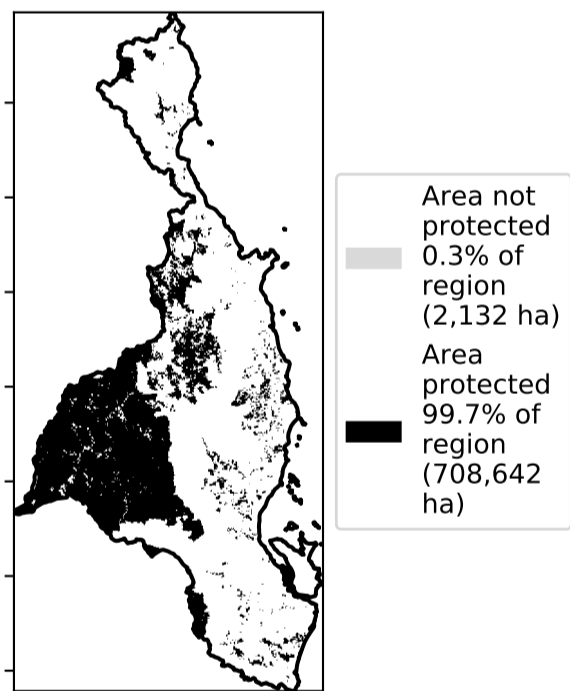 Area not
protected
0.3% of
region
(2,132 ha)
Area
protected
99.7% of
region
(708,642
ha)